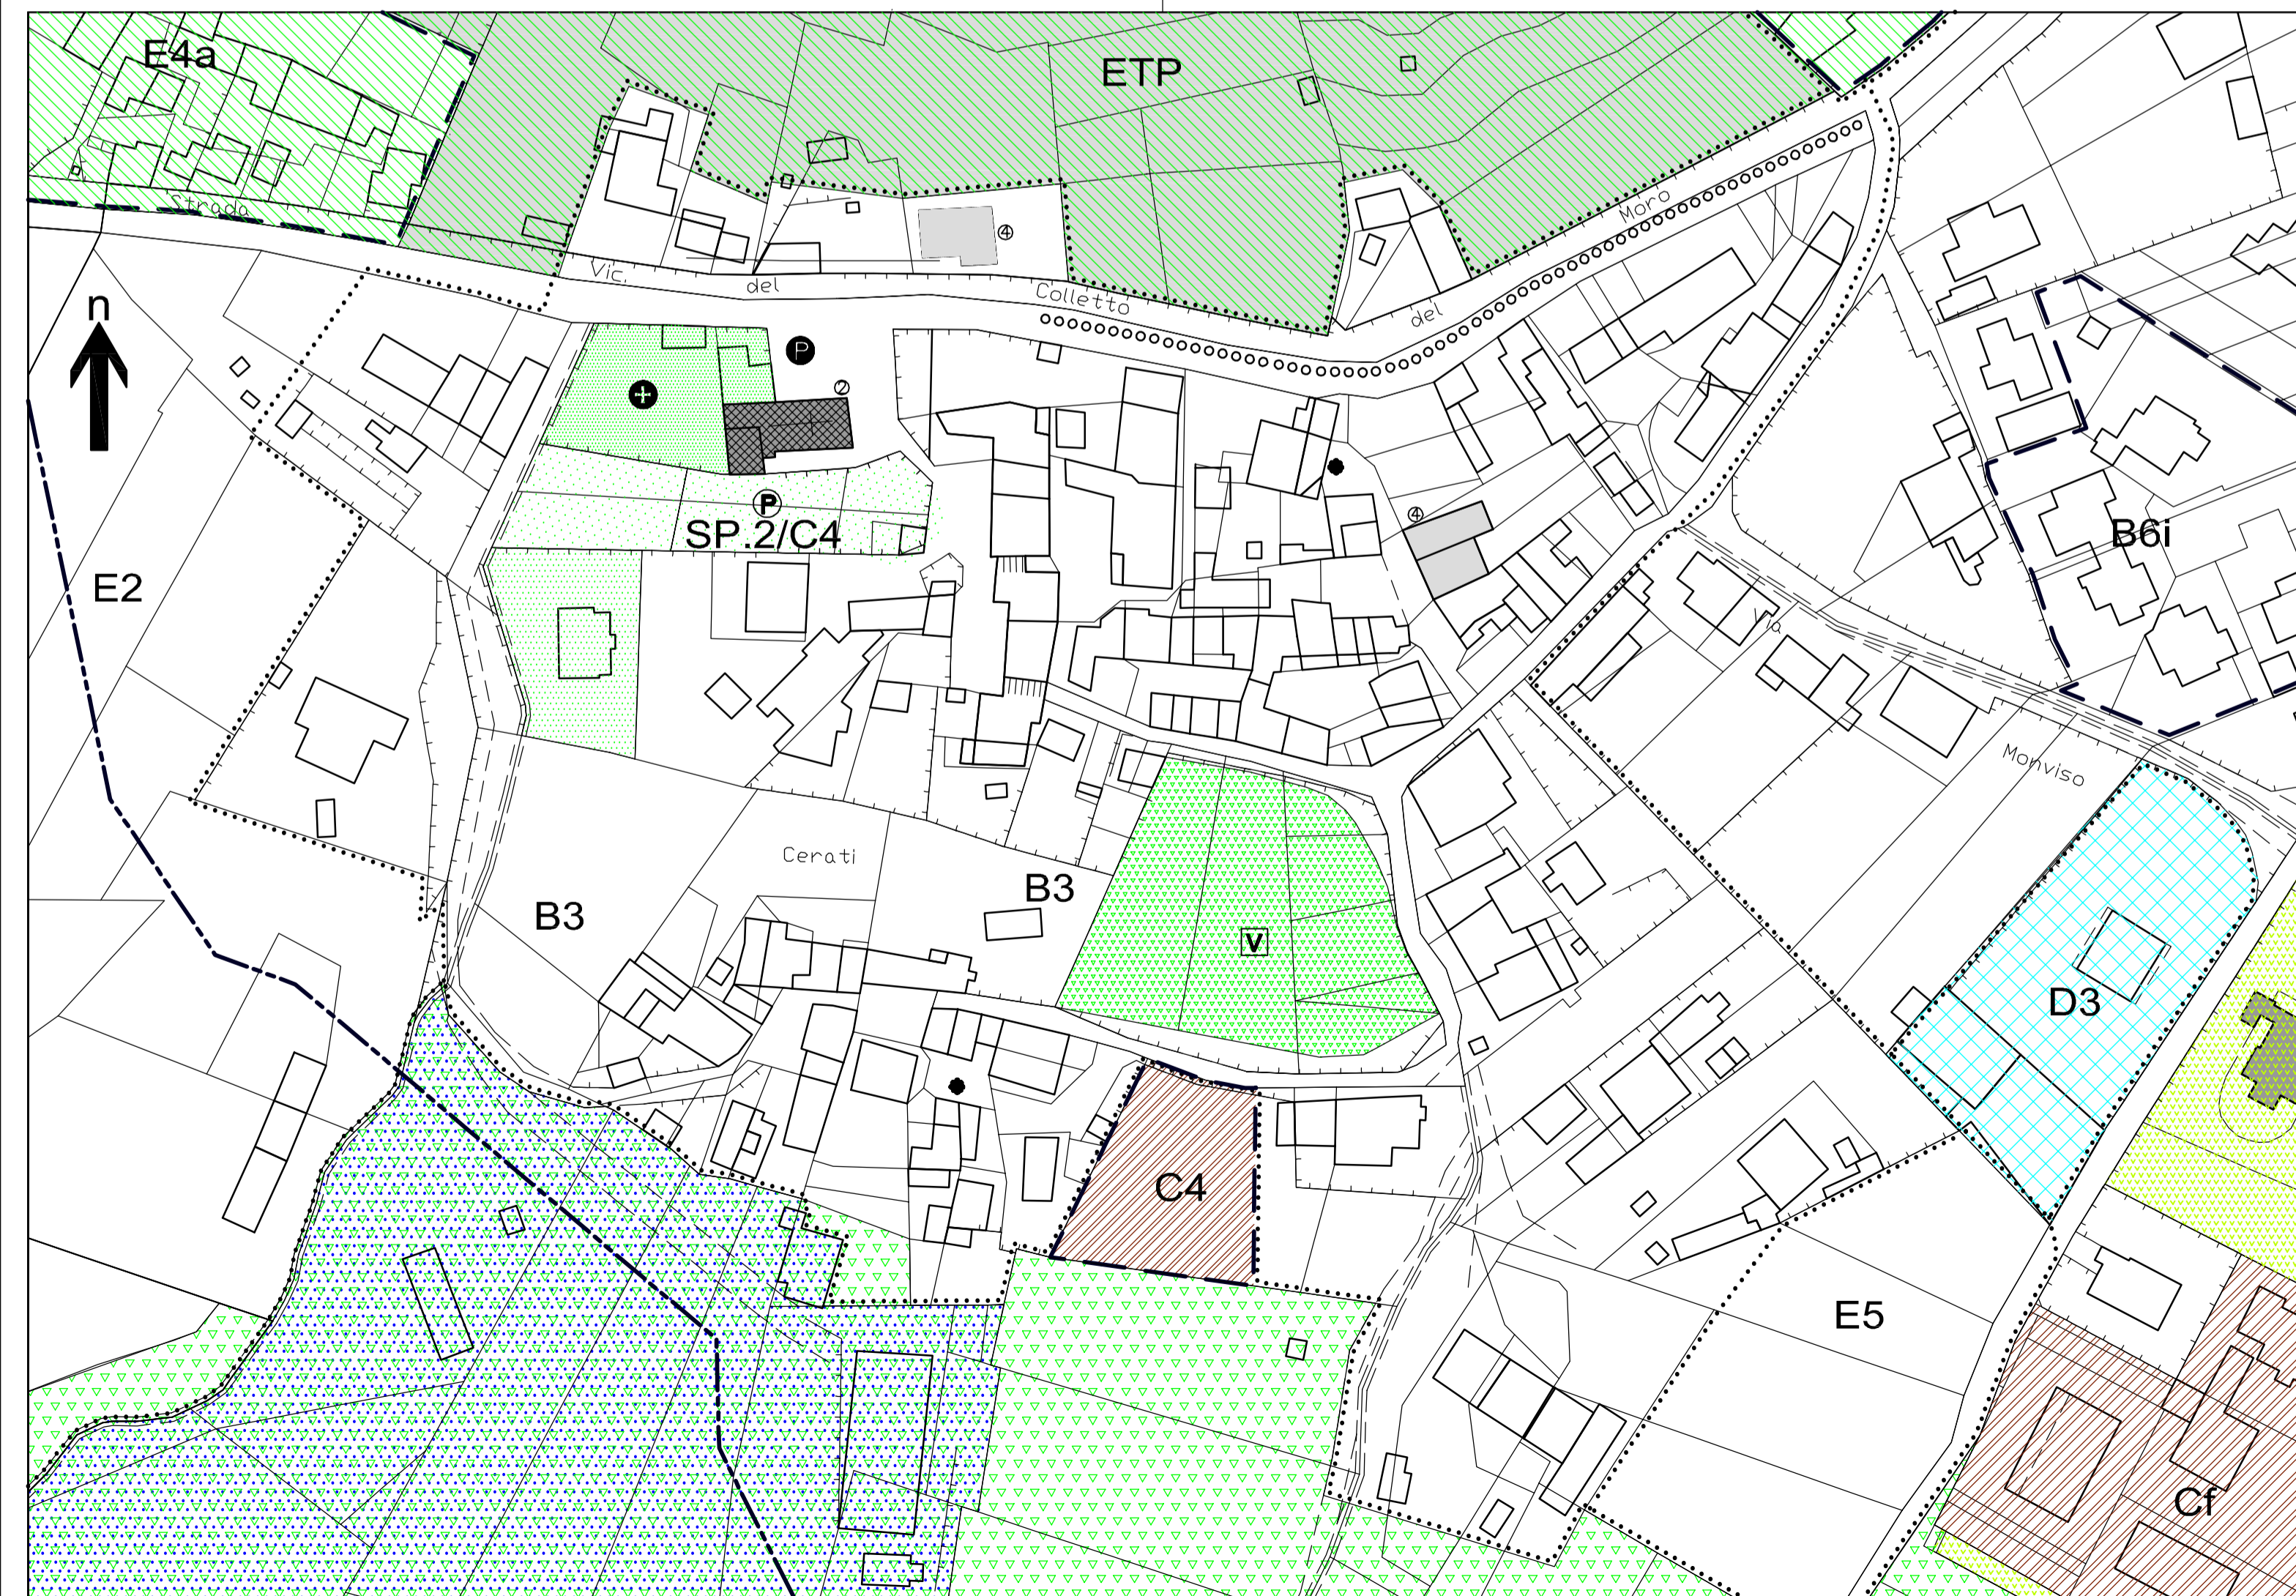 E4a
ETP
Strada
Moro
④
Vic.
del
Colletto
del
n
P
②
④
P
SP.2/C4
B6i
E2
Via
Monviso
Cerati
B3
B3
V
D3
C4
E5
Cf